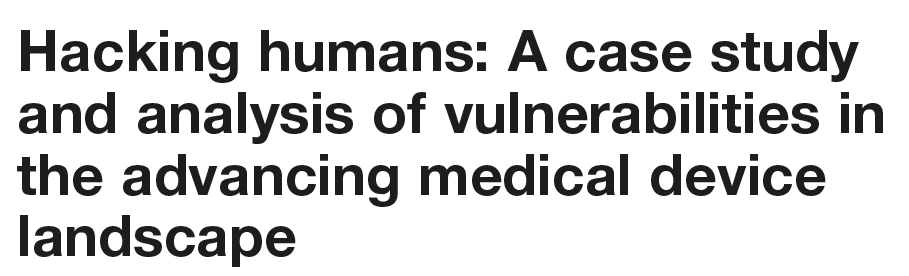 Hacking humans: A case study
and analysis of vulnerabilities in
the advancing medical device
landscape